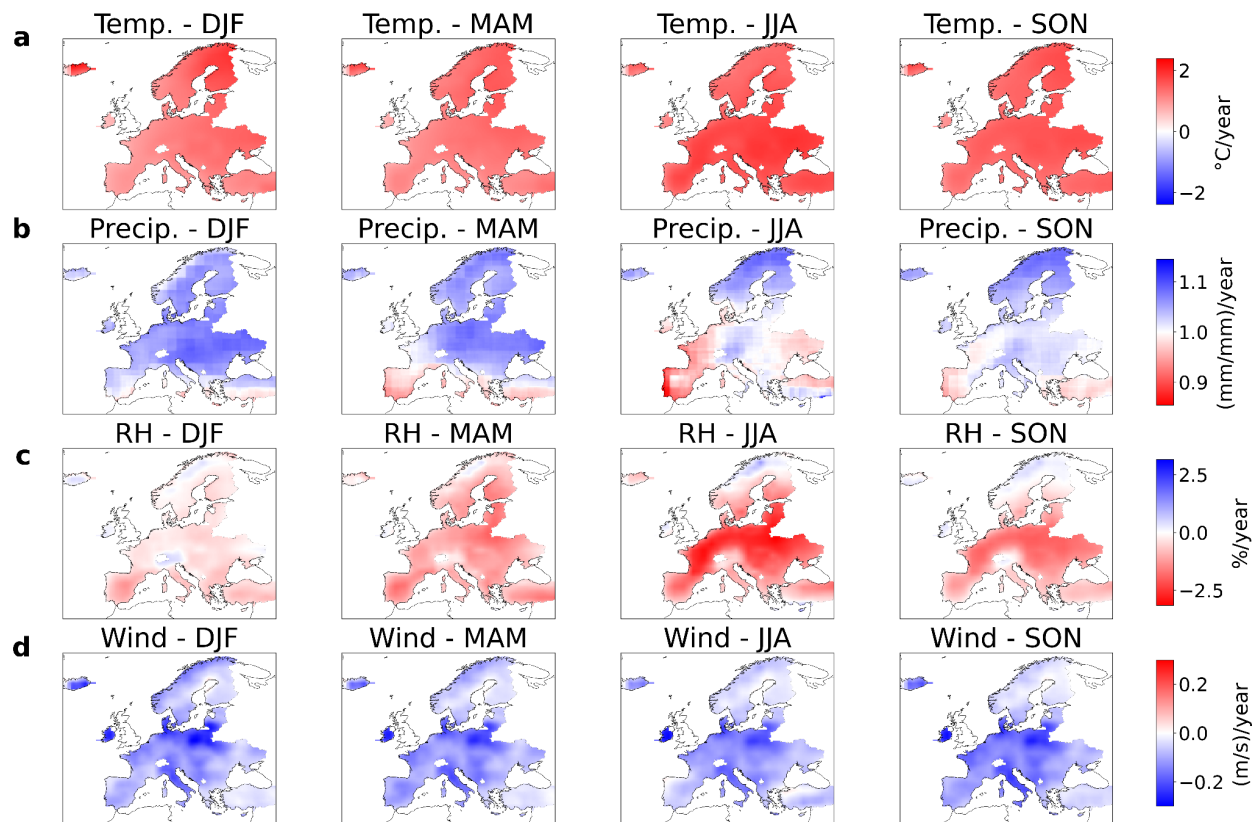 a
Temp. - DJF
Temp. - MAM
Temp. - JJA
Temp. - SON
2
0
−2
°C/year
b
Precip. - DJF
Precip. - MAM
Precip. - JJA
Precip. - SON
1.1
1.0
0.9
(mm/mm)/year
c
RH - DJF
RH - MAM
RH - JJA
RH - SON
2.5
0.0
−2.5
%/year
d
Wind - DJF
Wind - MAM
Wind - JJA
Wind - SON
0.2
0.0
−0.2
(m/s)/year